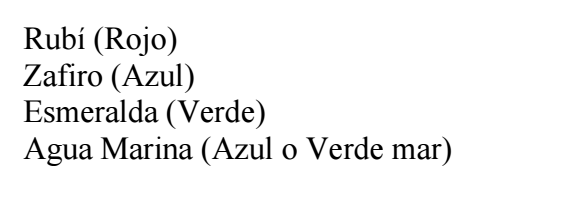 Rubí (Rojo)
Zafiro (Azul)
Esmeralda (Verde)
Agua Marina (Azul o Verde mar)